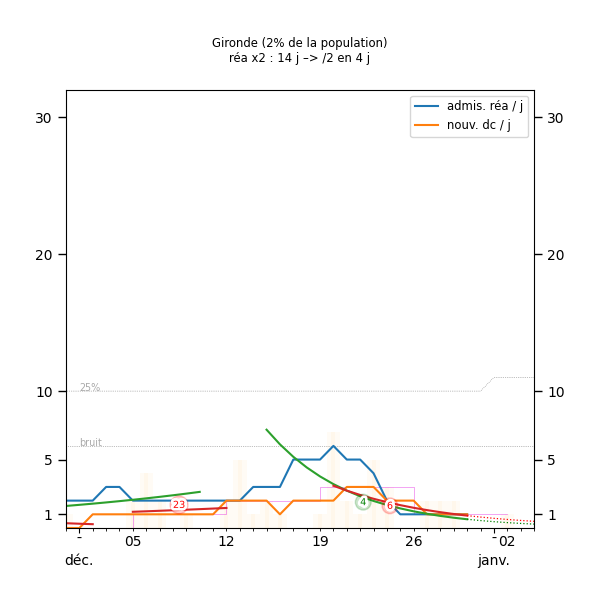 Gironde (2% de la population)
réa x2 : 14 j –> /2 en 4 j
admis. réa / j
nouv. dc / j
30 30
20 20
25%
10 10
bruit
5 5
23
4
6
1 1
- 05 12 19 26 - 02
déc. janv.